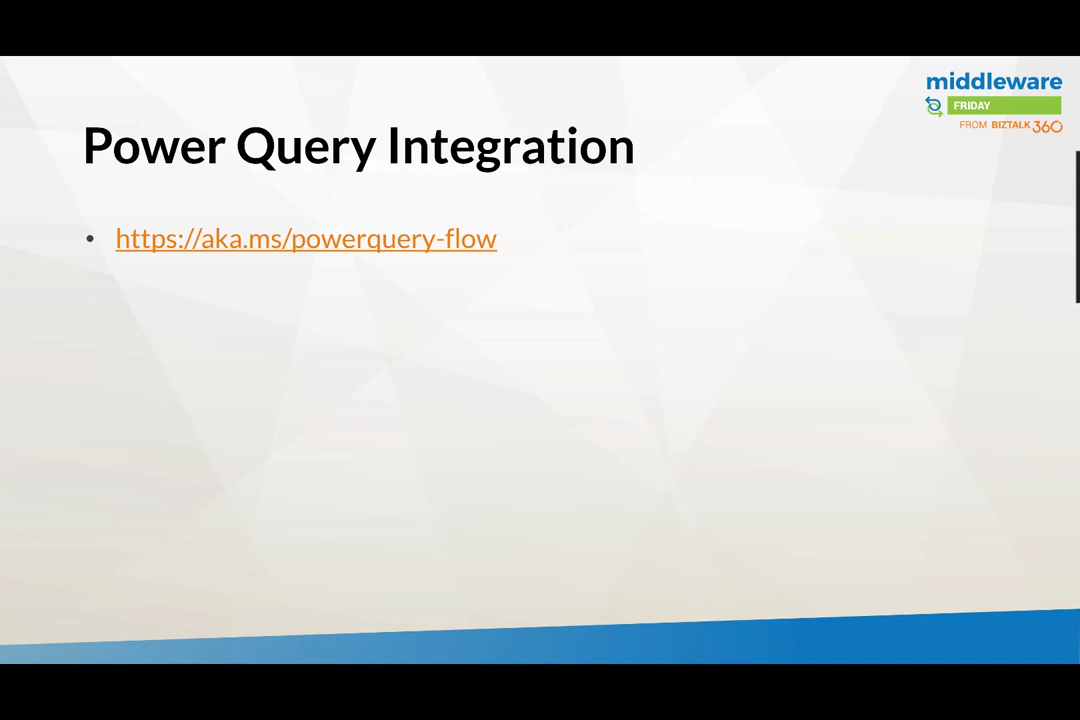 middleware
FRIDAY
FROM BIZTALK 360
Power Query Integration
• https://aka.ms/powerquery-flow